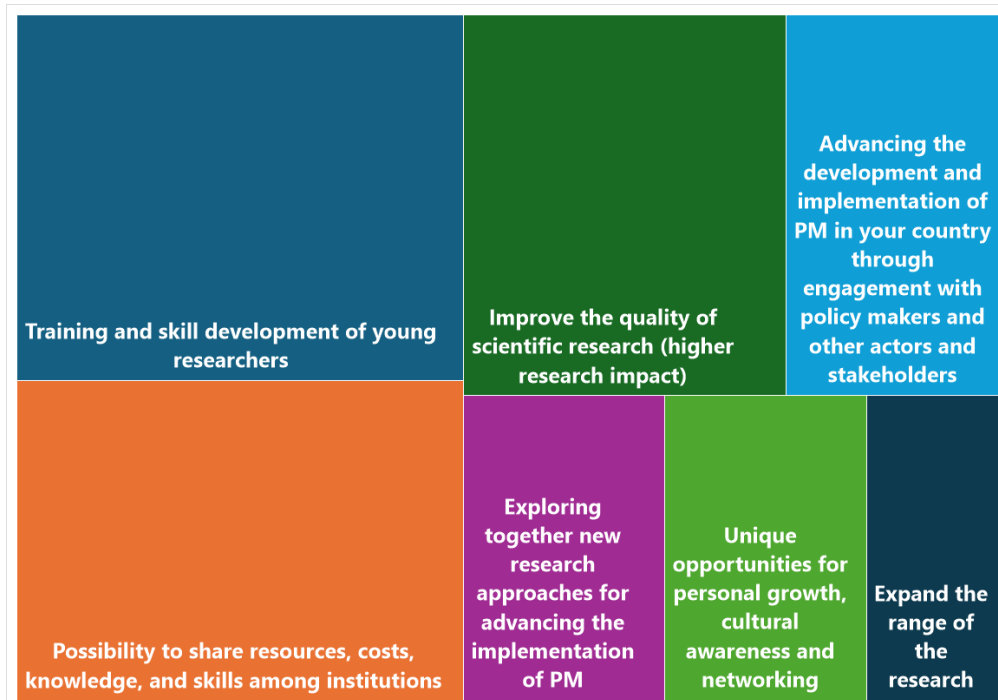 Training and skill development of young
researchers
Improve the quality of
scientific research (higher
research impact)
Advancing the
development and
implementation of
PM in your country
through
engagement with
policy makers and
other actors and
stakeholders
Possibility to share resources, costs,
knowledge, and skills among institutions
Exploring
together new
research
approaches for
advancing the
implementation
of PM
Unique
opportunities for
personal growth,
cultural
awareness and
networking
Expand the
range of
the
research